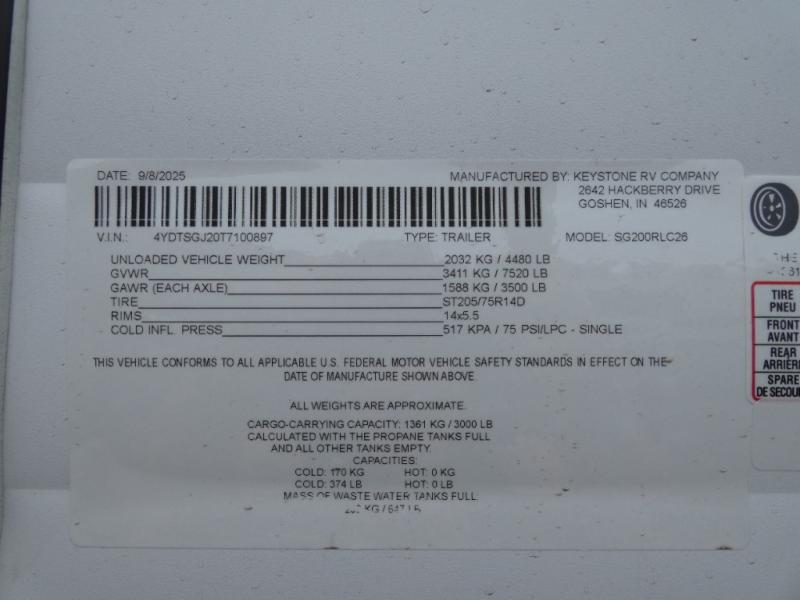 DATE: 9/8/2025 MANUFACTURED BY: KEYSTONE RV COMPANY
2642 HACKBERRY DRIVE
GOSHEN, IN 46526
V.I.N.: 4YDTSGJ20T7100897 TYPE: TRAILER MODEL: SG200RLC26
UNLOADED VEHICLE WEIGHT 2032 KG / 4480 LB
GVWR 3411 KG / 7520 LB
GAWR (EACH AXLE) 1588 KG / 3500 LB
TIRE ST205/75R14D
RIMS 14x5.5
COLD INFL. PRESS 517 KPA / 75 PSI/LPC - SINGLE
THIS VEHICLE CONFORMS TO ALL APPLICABLE U.S. FEDERAL MOTOR VEHICLE SAFETY STANDARDS IN EFFECT ON THE
DATE OF MANUFACTURE SHOWN ABOVE.
ALL WEIGHTS ARE APPROXIMATE.
CARGO-CARRYING CAPACITY: 1361 KG / 3000 LB
CALCULATED WITH THE PROPANE TANKS FULL
AND ALL OTHER TANKS EMPTY.
CAPACITIES:
COLD: 170 KG HOT: 0 KG
COLD: 374 LB HOT: 0 LB
MASS OF WASTE WATER TANKS FULL:
KG / LB
TIRE
PNEU
FRONT
AVANT
REAR
ARRIÈRE
SPARE
DE SECOU